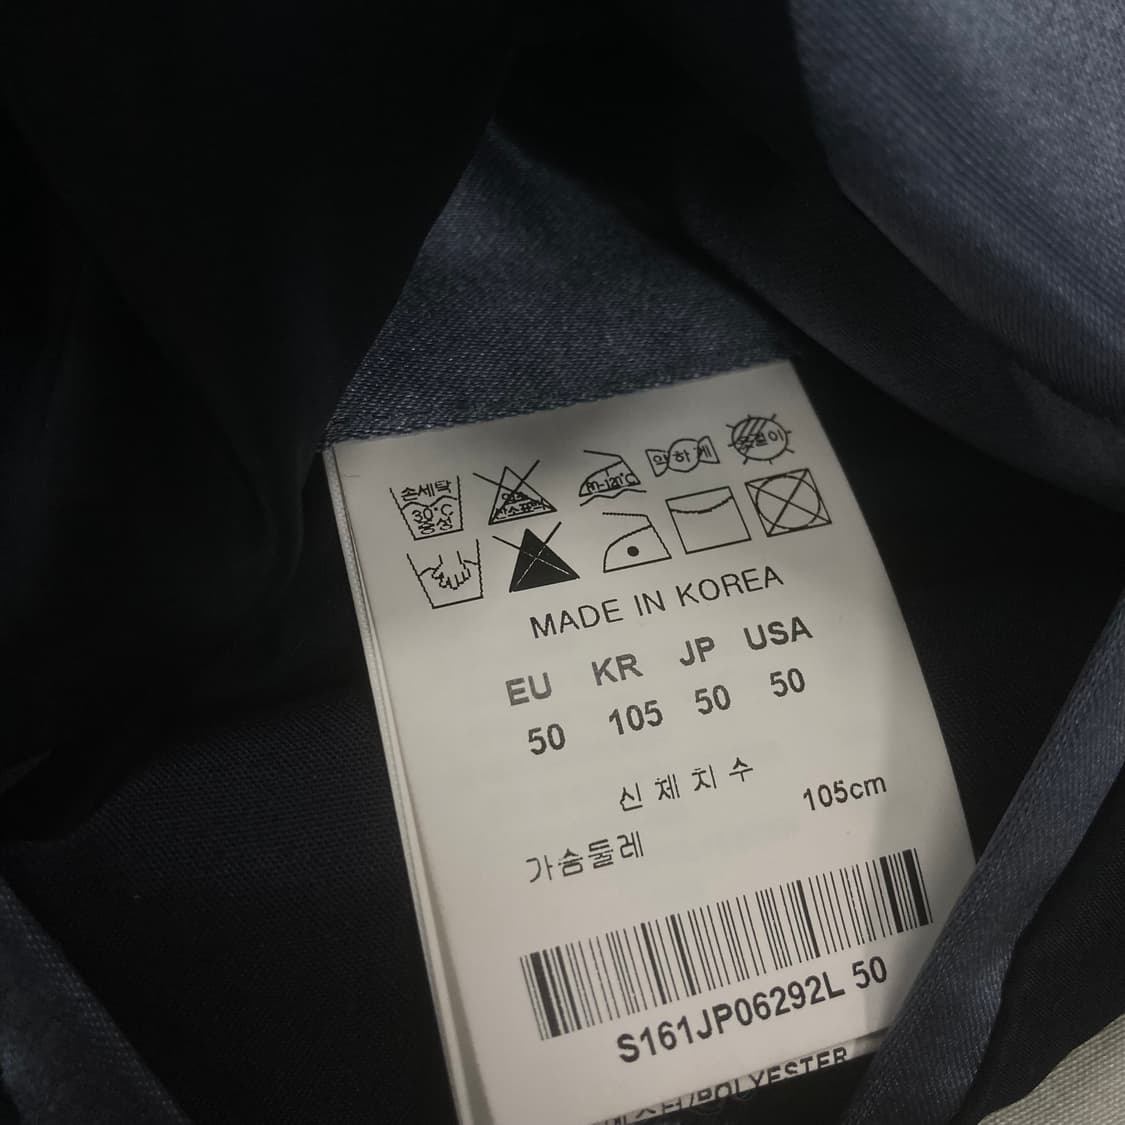 손세탁
30℃
중성
약하게
MADE IN KOREA
EU KR JP USA
50 105 50 50
신체치수
가슴둘레 105cm
S161JP06292L 50
/POLYESTER